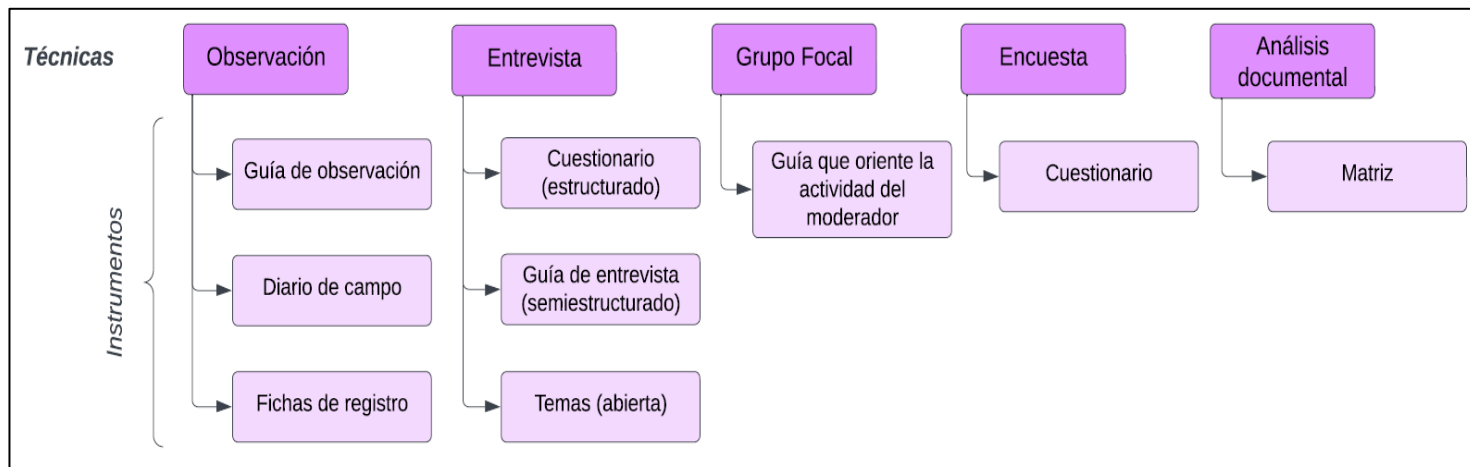 Técnicas
Observación
Entrevista
Grupo Focal
Encuesta
Análisis
documental
Instrumentos
Guía de observación
Diario de campo
Fichas de registro
Cuestionario
(estructurado)
Guía de entrevista
(semiestructurado)
Temas (abierta)
Guía que oriente la
actividad del
moderador
Cuestionario
Matriz